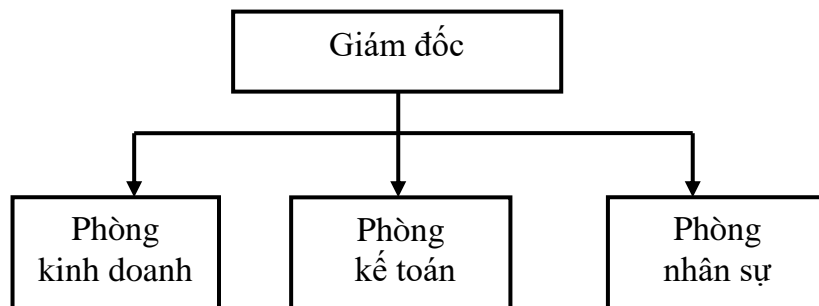 Giám đốc
Phòng
kinh doanh
Phòng
kế toán
Phòng
nhân sự